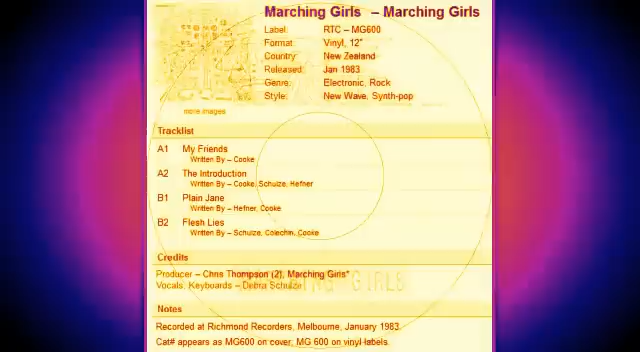 Marching Girls – Marching Girls
Label: RTC – MG600
Format: Vinyl, 12"
Country: New Zealand
Released: Jan 1983
Genre: Electronic, Rock
Style: New Wave, Synth-pop
more images
Tracklist
A1 My Friends
Written By – Cooke
A2 The Introduction
Written By – Cooke, Schulze, Hefner
B1 Plain Jane
Written By – Hefner, Cooke
B2 Flesh Lies
Written By – Schulze, Colechin, Cooke
Credits
Producer – Chris Thompson (2), Marching Girls*
Vocals, Keyboards – Debra Schulze
GIRLS
Notes
Recorded at Richmond Recorders, Melbourne, January 1983.
Cat# appears as MG600 on cover, MG 600 on vinyl labels.